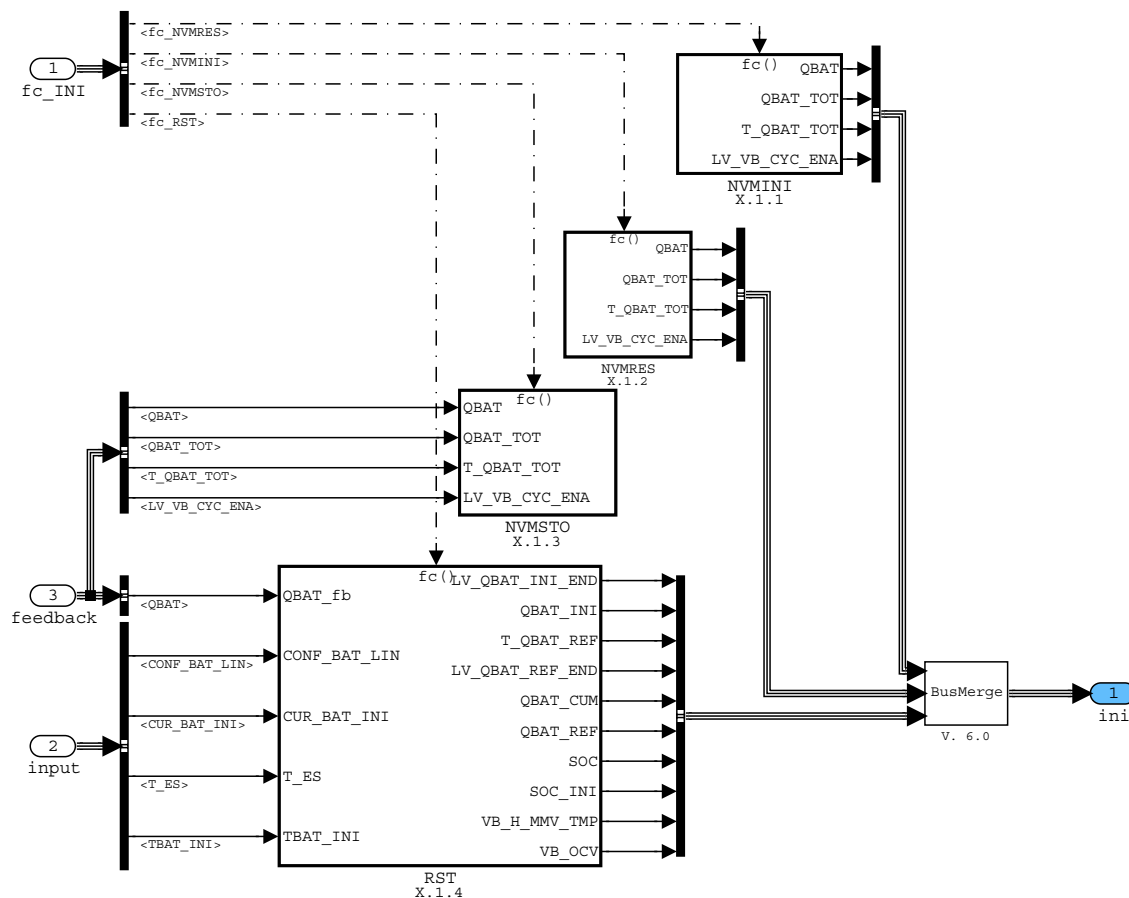 1
fc_INI
<fc_NVMRES>
<fc_NVMINI>
<fc_NVMSTO>
<fc_RST>
fc()
QBAT
QBAT_TOT
T_QBAT_TOT
LV_VB_CYC_ENA
NVMINI
X.1.1
fc()
QBAT
QBAT_TOT
T_QBAT_TOT
LV_VB_CYC_ENA
NVMRES
X.1.2
<QBAT>
<QBAT_TOT>
<T_QBAT_TOT>
<LV_VB_CYC_ENA>
fc()
QBAT
QBAT_TOT
T_QBAT_TOT
LV_VB_CYC_ENA
NVMSTO
X.1.3
3
feedback
<QBAT>
<CONF_BAT_LIN>
<CUR_BAT_INI>
2
input
<T_ES>
<TBAT_INI>
fc()
QBAT_fb
CONF_BAT_LIN
CUR_BAT_INI
T_ES
TBAT_INI
LV_QBAT_INI_END
QBAT_INI
T_QBAT_REF
LV_QBAT_REF_END
QBAT_CUM
QBAT_REF
SOC
SOC_INI
VB_H_MMV_TMP
VB_OCV
RST
X.1.4
BusMerge
V. 6.0
1
ini